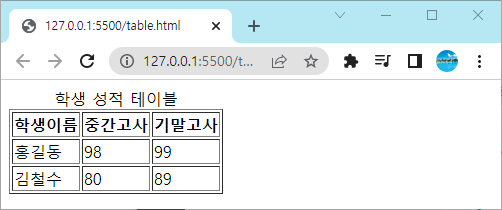 127.0.0.1:5500/table.html
127.0.0.1:5500/t...
학생 성적 테이블
학생이름 중간고사 기말고사
홍길동 98 99
김철수 80 89